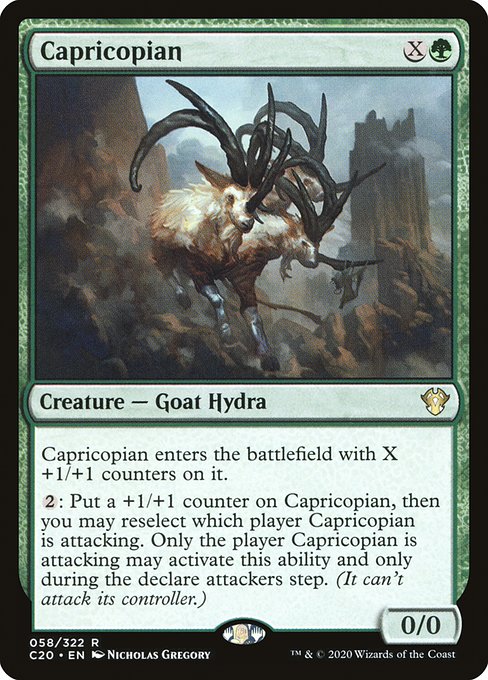 Capricopian X
Creature — Goat Hydra
Capricopian enters the battlefield with X
+1/+1 counters on it.
2: Put a +1/+1 counter on Capricopian, then
you may reselect which player Capricopian
is attacking. Only the player Capricopian is
attacking may activate this ability and only
during the declare attackers step. (It can't
attack its controller.)
0/0
058/322 R
C20 • EN Nicholas Gregory
™ & © 2020 Wizards of the Coast